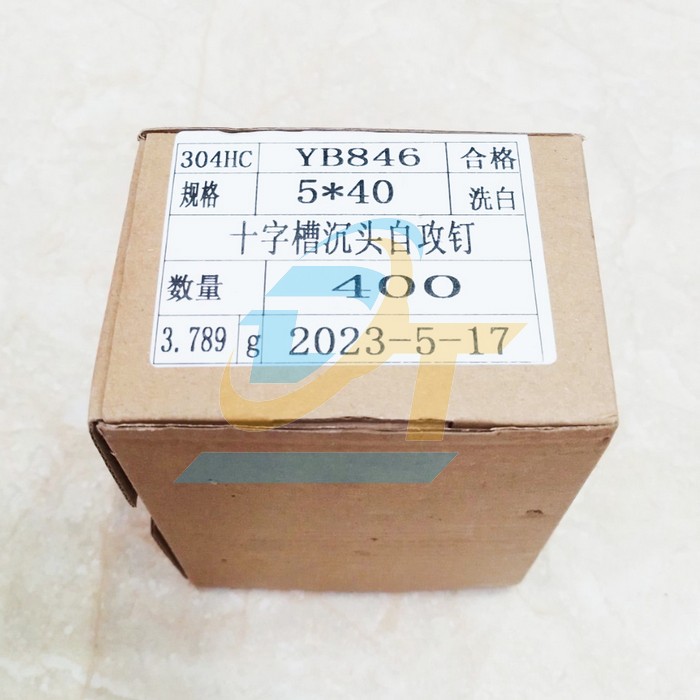 304HC YB846 合格
规格 5*40 洗白
十字槽沉头自攻钉
数量 400
3.789 g 2023-5-17